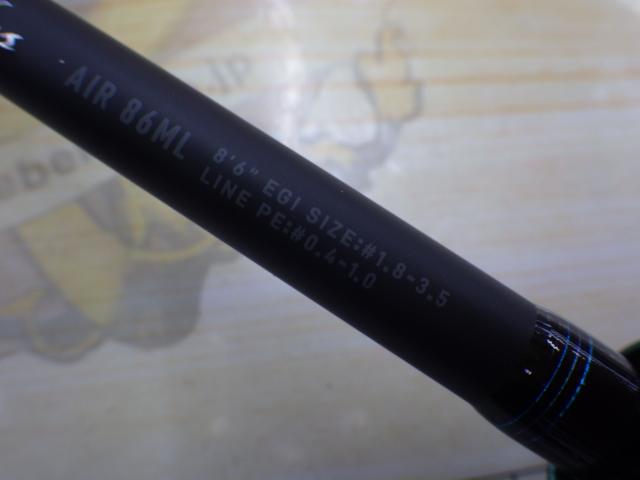 AIR 86ML
8'6" EGI SIZE:#1.8-3.5
LINE PE:#0.4-1.0